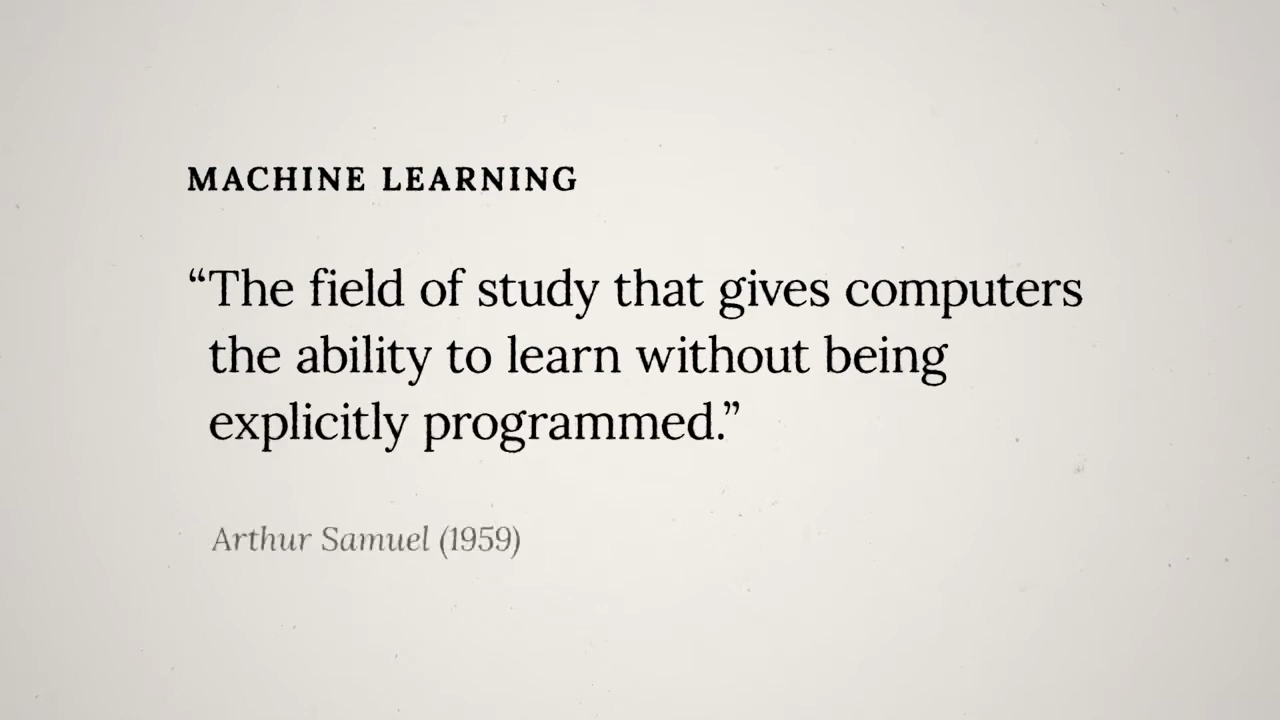 MACHINE LEARNING
“The field of study that gives computers
the ability to learn without being
explicitly programmed.”
Arthur Samuel (1959)